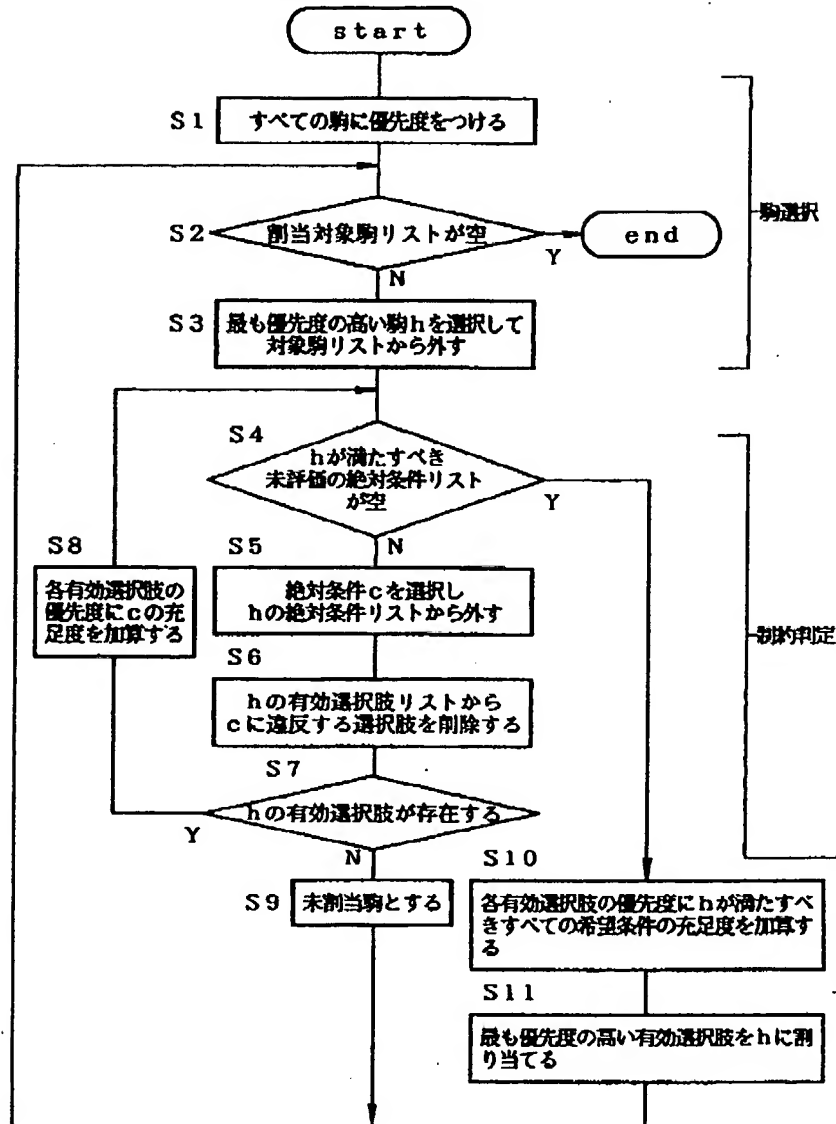 start
S1
すべての駒に優先度をつける
S2
割当対象駒リストが空
Y
end
N
駒選択
S3
最も優先度の高い駒hを選択して
対象駒リストから外す
S4
hが満たすべき
未評価の絶対条件リスト
が空
Y
N
S8
各有効選択肢の
優先度にcの充
足度を加算する
S5
絶対条件cを選択し
hの絶対条件リストから外す
制約判定
S6
hの有効選択肢リストから
cに違反する選択肢を削除する
S7
hの有効選択肢が存在する
Y
N
S9
未割当駒とする
S10
各有効選択肢の優先度にhが満たすべ
きすべての希望条件の充足度を加算す
る
S11
最も優先度の高い有効選択肢をhに割
り当てる